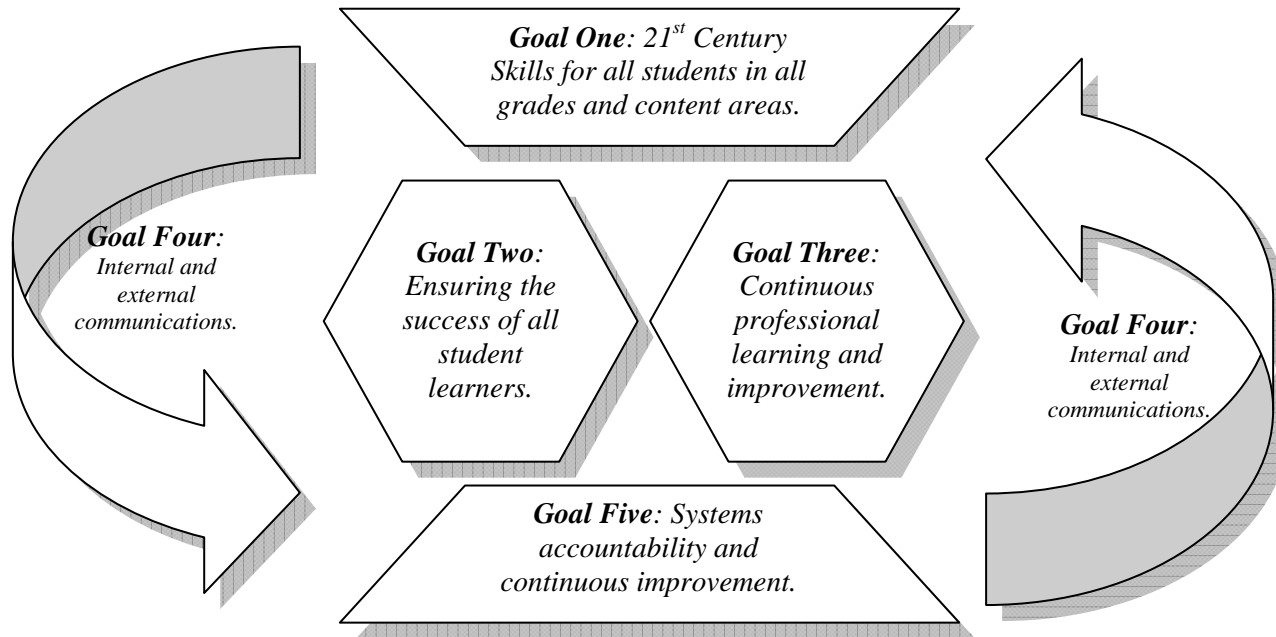 Goal One: 21st Century
Skills for all students in all
grades and content areas.
Goal Four:
Internal and
external
communications.
Goal Two:
Ensuring the
success of all
student
learners.
Goal Three:
Continuous
professional
learning and
improvement.
Goal Four:
Internal and
external
communications.
Goal Five: Systems
accountability and
continuous improvement.